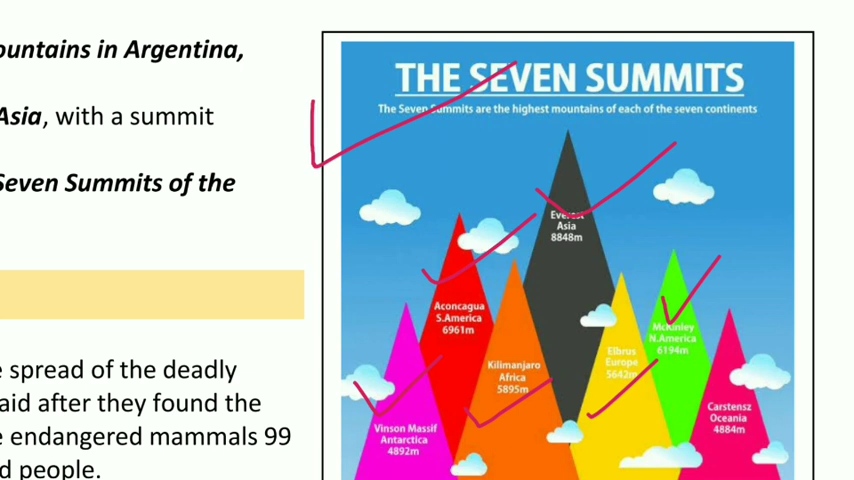 ountains in Argentina,
Asia, with a summit
Seven Summits of the
e spread of the deadly
aid after they found the
e endangered mammals 99
d people.
THE SEVEN SUMMITS
The Seven Summits are the highest mountains of each of the seven continents
Everest
Asia
8848m
Aconcagua
S.America
6961m
McKinley
N.America
6194m
Kilimanjaro
Africa
5895m
Elbrus
Europe
5642m
Carstensz
Oceania
4884m
Vinson Massif
Antarctica
4892m